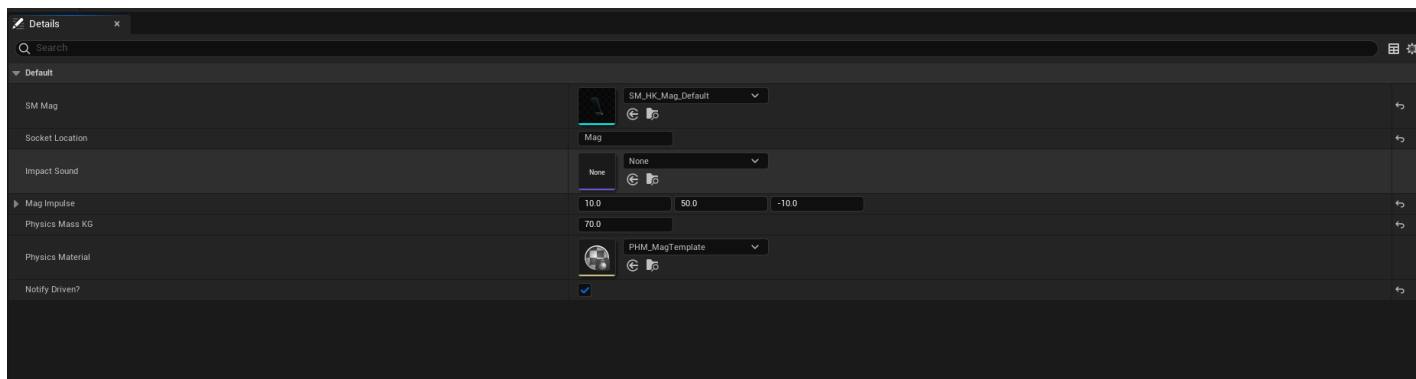 Details
Search
Default
SM Mag
SM_HK_Mag_Default
Socket Location
Mag
Impact Sound
None
None
Mag Impulse
10.0
50.0
-10.0
Physics Mass KG
70.0
Physics Material
PHM_MagTemplate
Notify Driven?